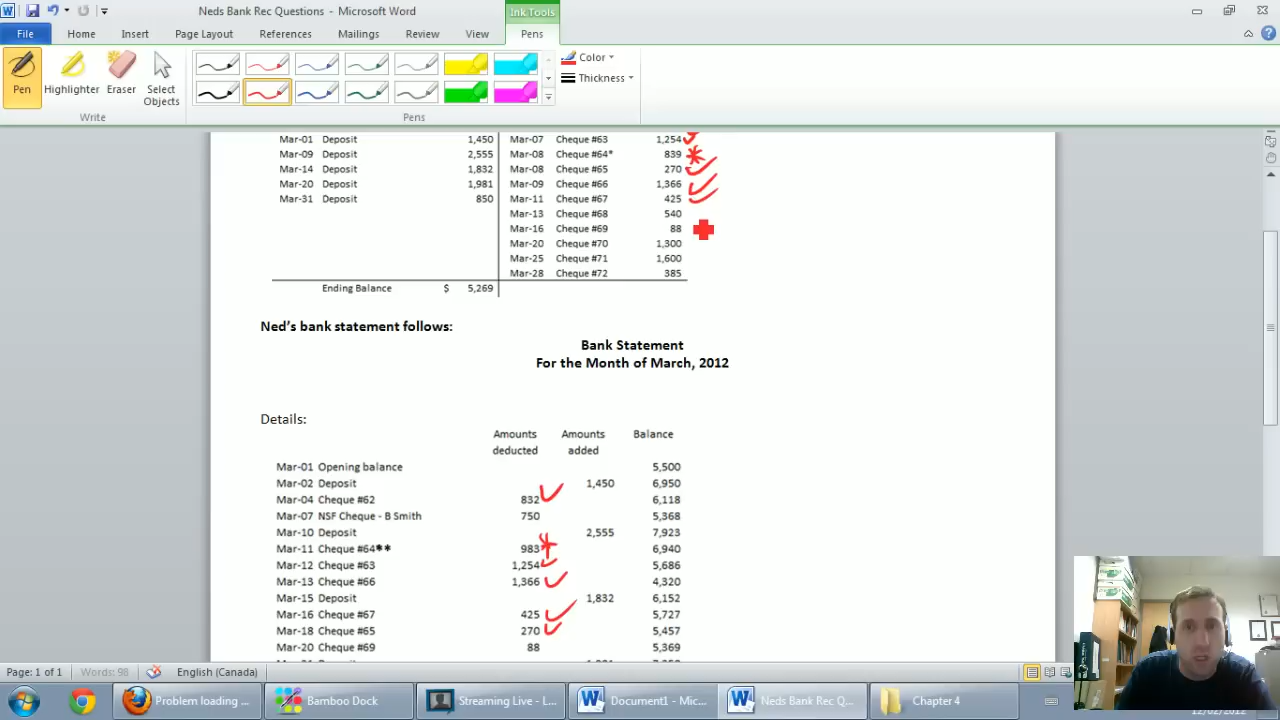 Neds Bank Rec Questions - Microsoft Word
Ink Tools
File Home Insert Page Layout References Mailings Review View Pens
Pen
Highlighter
Eraser
Select Objects
Color
Thickness
Write
Pens
Mar-01 Deposit 1,450 Mar-07 Cheque #63 1,254
Mar-09 Deposit 2,555 Mar-08 Cheque #64* 839
Mar-14 Deposit 1,832 Mar-08 Cheque #65 270
Mar-20 Deposit 1,981 Mar-09 Cheque #66 1,366
Mar-31 Deposit 850 Mar-11 Cheque #67 425
Mar-13 Cheque #68 540
Mar-16 Cheque #69 88
Mar-20 Cheque #70 1,300
Mar-25 Cheque #71 1,600
Mar-28 Cheque #72 385
Ending Balance $ 5,269
Ned's bank statement follows:
Bank Statement
For the Month of March, 2012
Details:
Amounts Amounts Balance
deducted added
Mar-01 Opening balance 5,500
Mar-02 Deposit 1,450 6,950
Mar-04 Cheque #62 832 6,118
Mar-07 NSF Cheque - B Smith 750 5,368
Mar-10 Deposit 2,555 7,923
Mar-11 Cheque #64** 983 6,940
Mar-12 Cheque #63 1,254 5,686
Mar-13 Cheque #66 1,366 4,320
Mar-15 Deposit 1,832 6,152
Mar-16 Cheque #67 425 5,727
Mar-18 Cheque #65 270 5,457
Mar-20 Cheque #69 88 5,369
Page: 1 of 1 Words: 98 English (Canada)
Problem loading ... Bamboo Dock Streaming Live - L... Document1 - Mic... Neds Bank Rec Q... Chapter 4
12/02/2012